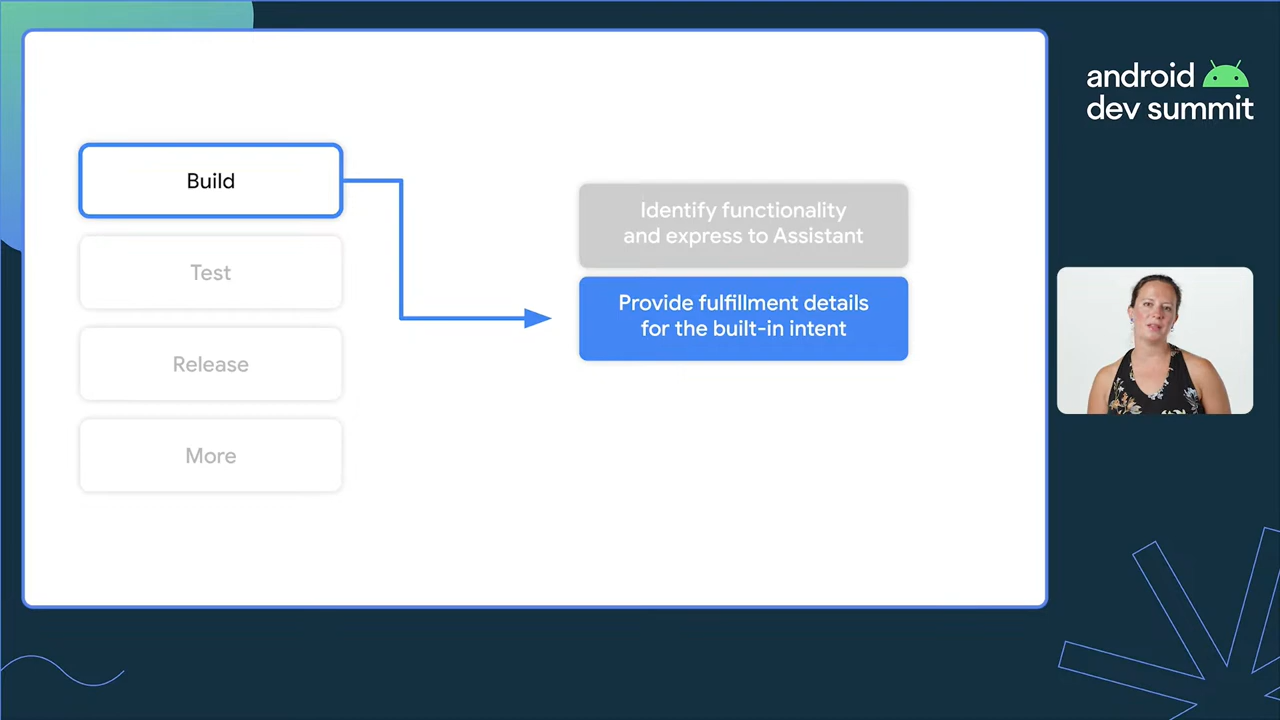 Build
Test
Release
More
Identify functionality
and express to Assistant
Provide fulfillment details
for the built-in intent
android
dev summit